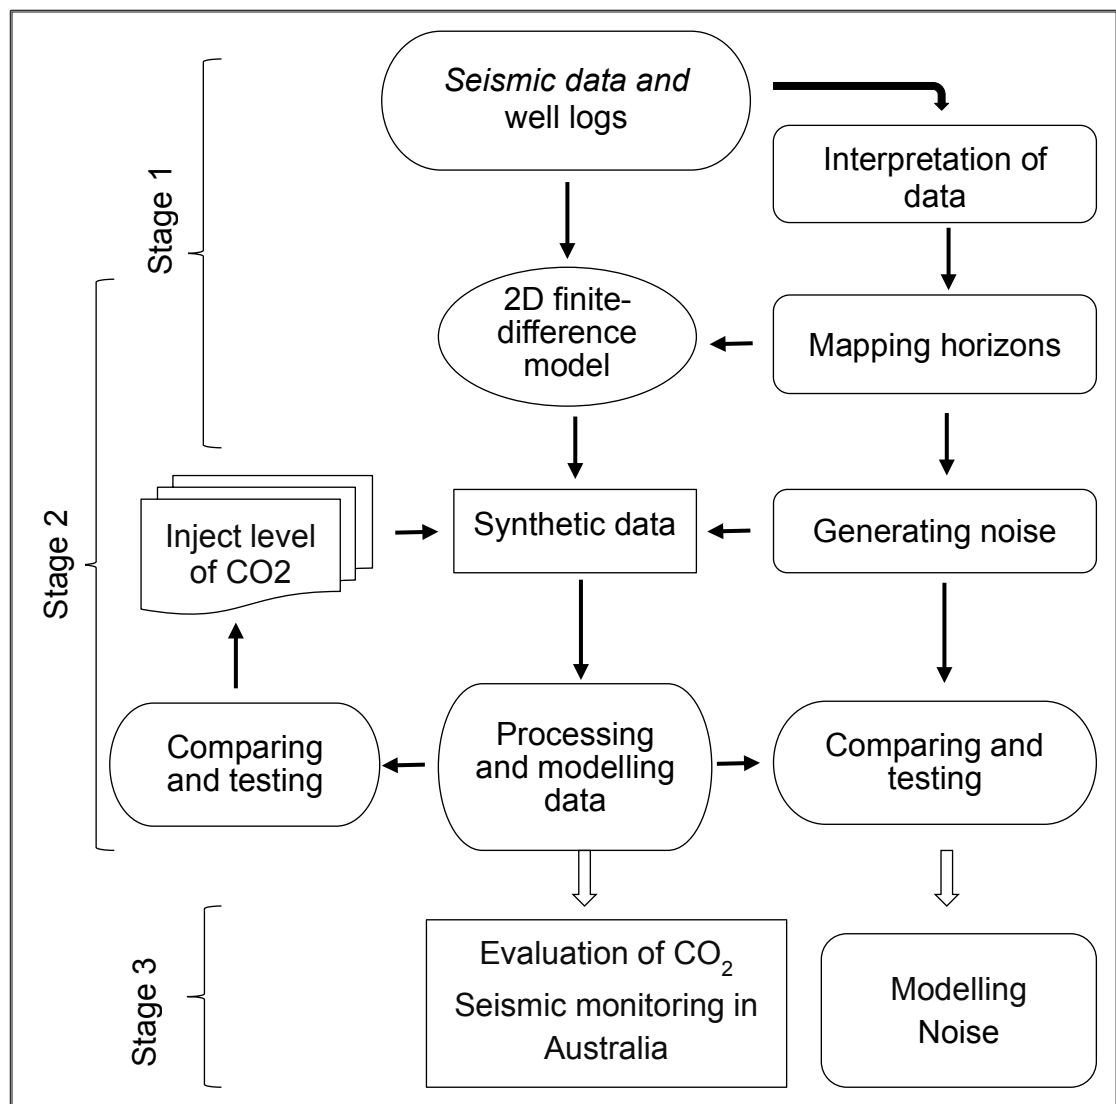 Seismic data and
well logs
Interpretation of
data
Stage 1
2D finite-
difference
model
Mapping horizons
Stage 2
Inject level
of CO2
Synthetic data
Generating noise
Comparing
and testing
Processing
and modelling
data
Comparing and
testing
Stage 3
Evaluation of CO₂
Seismic monitoring in
Australia
Modelling
Noise